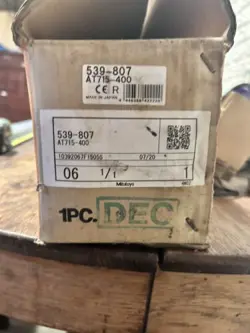 539-807
AT715-400
CE R
MADE IN JAPAN
539-807
AT715-400
07/20
06 1/1 1
Mitutoyo
1PC. DEC